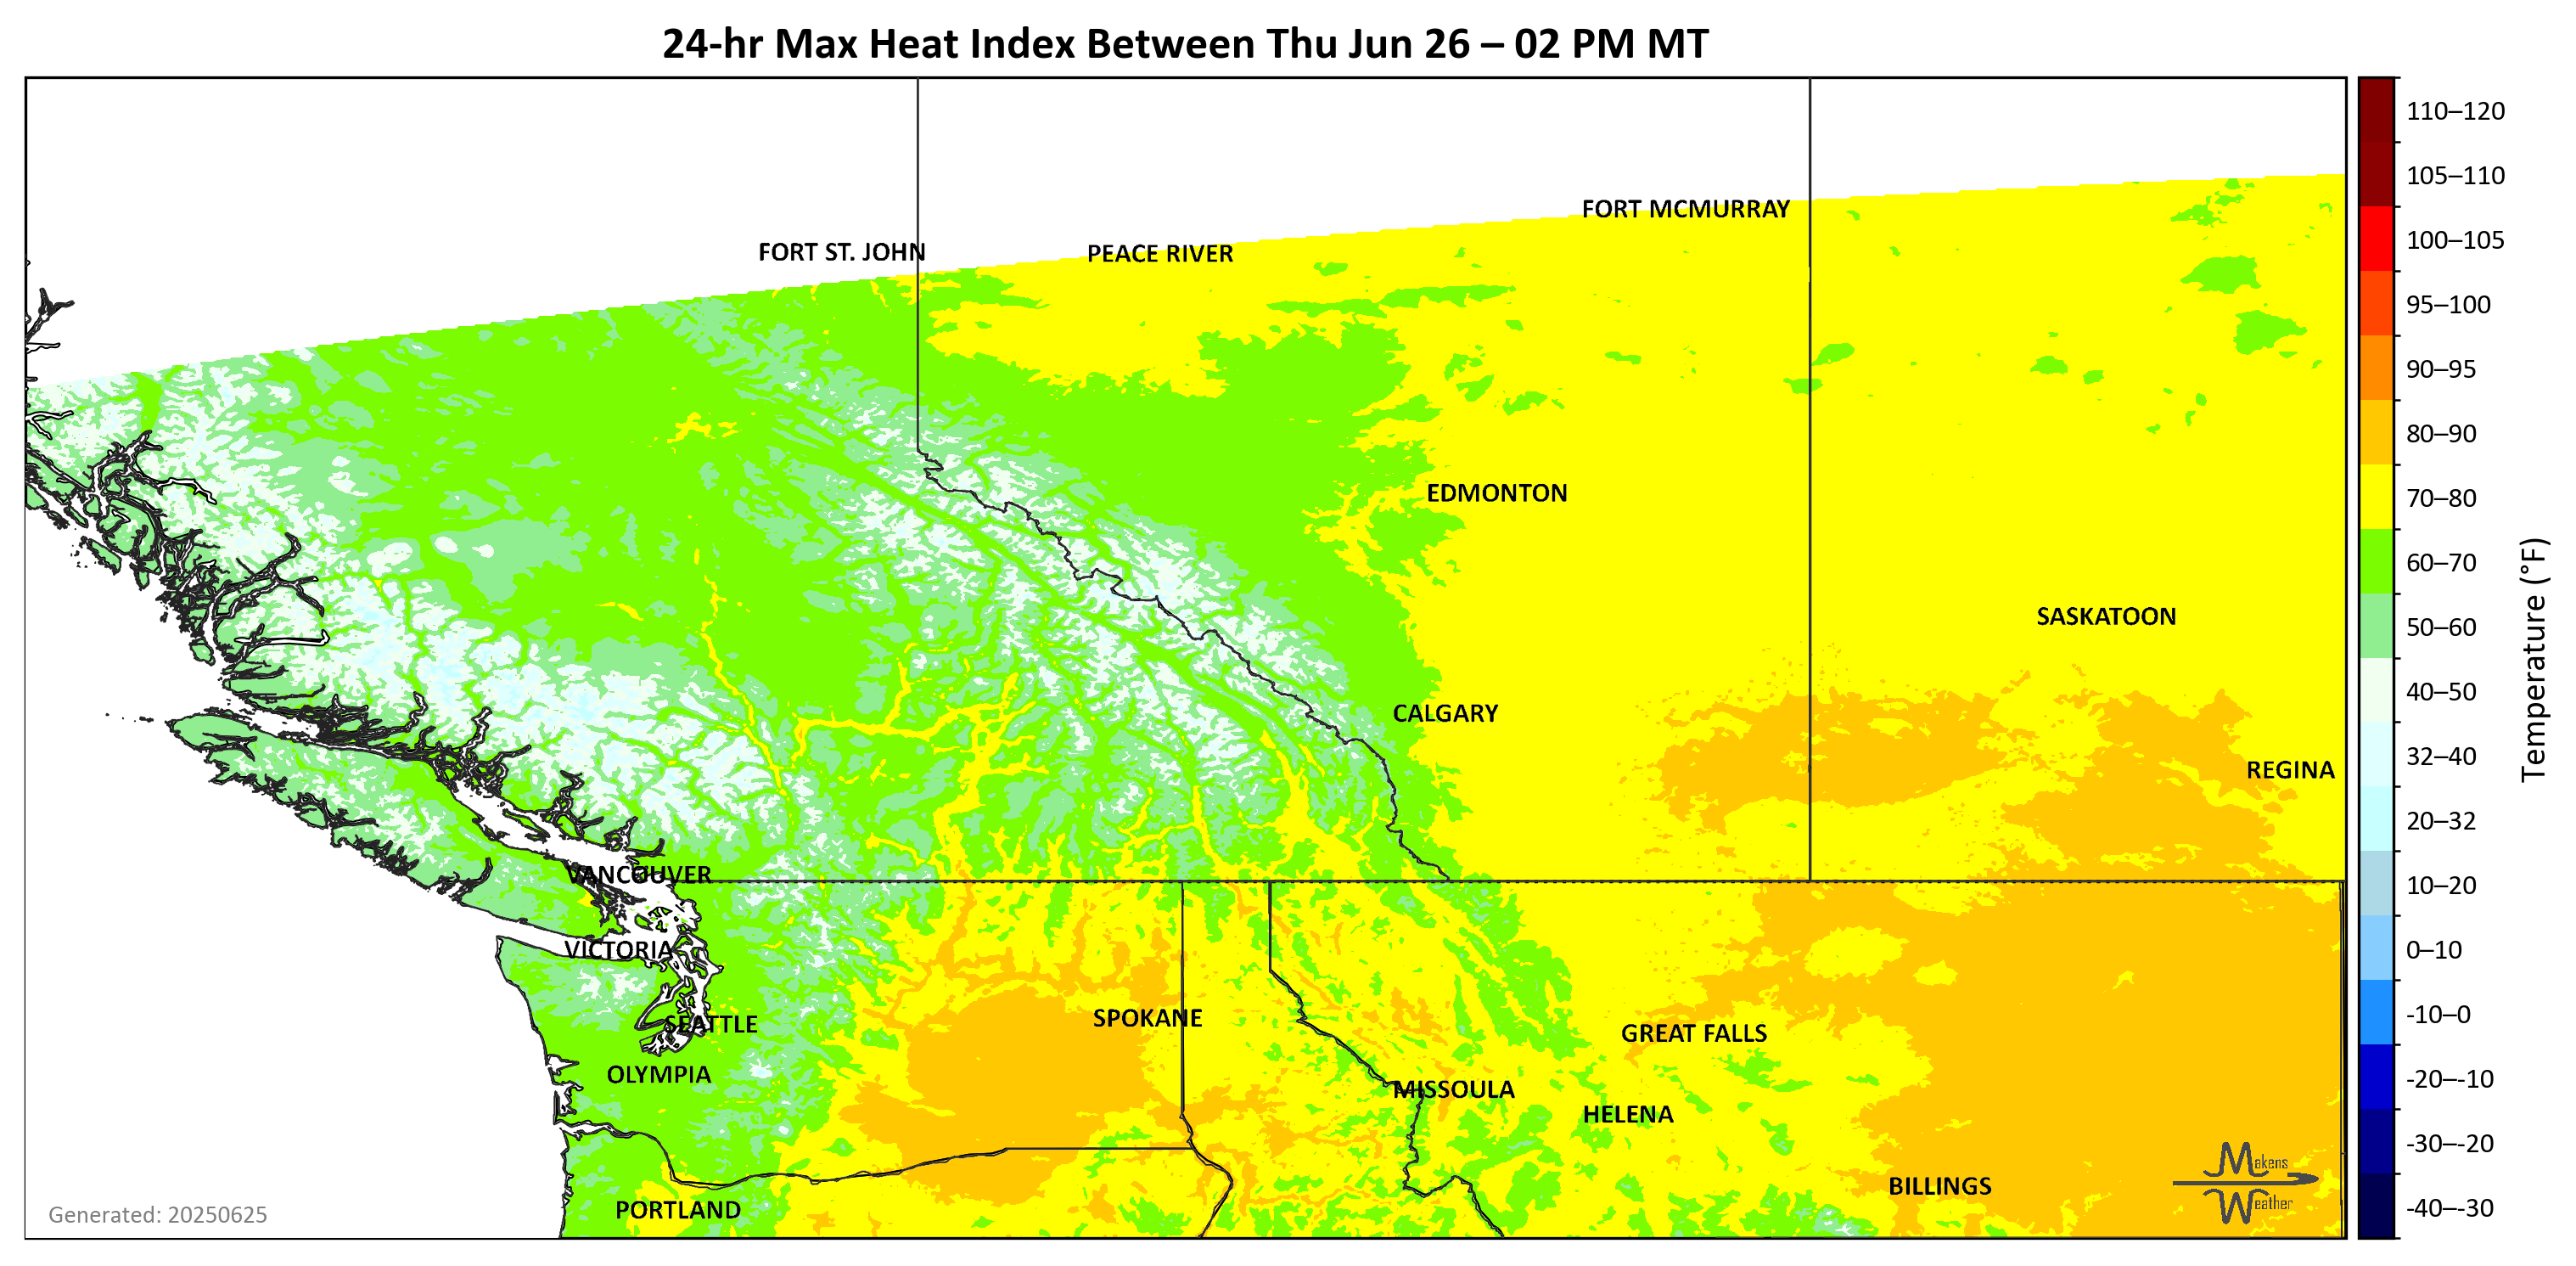 24-hr Max Heat Index Between Thu Jun 26 – 02 PM MT
FORT MCMURRAY
FORT ST. JOHN
PEACE RIVER
EDMONTON
SASKATOON
CALGARY
REGINA
VANCOUVER
VICTORIA
SPOKANE
SEATTLE
GREAT FALLS
OLYMPIA
MISSOULA
HELENA
BILLINGS
PORTLAND
Makens
Weather
Generated: 20250625
110–120
105–110
100–105
95–100
90–95
80–90
70–80
60–70
50–60
40–50
32–40
20–32
10–20
0–10
-10–0
-20–-10
-30–-20
-40–-30
Temperature (°F)